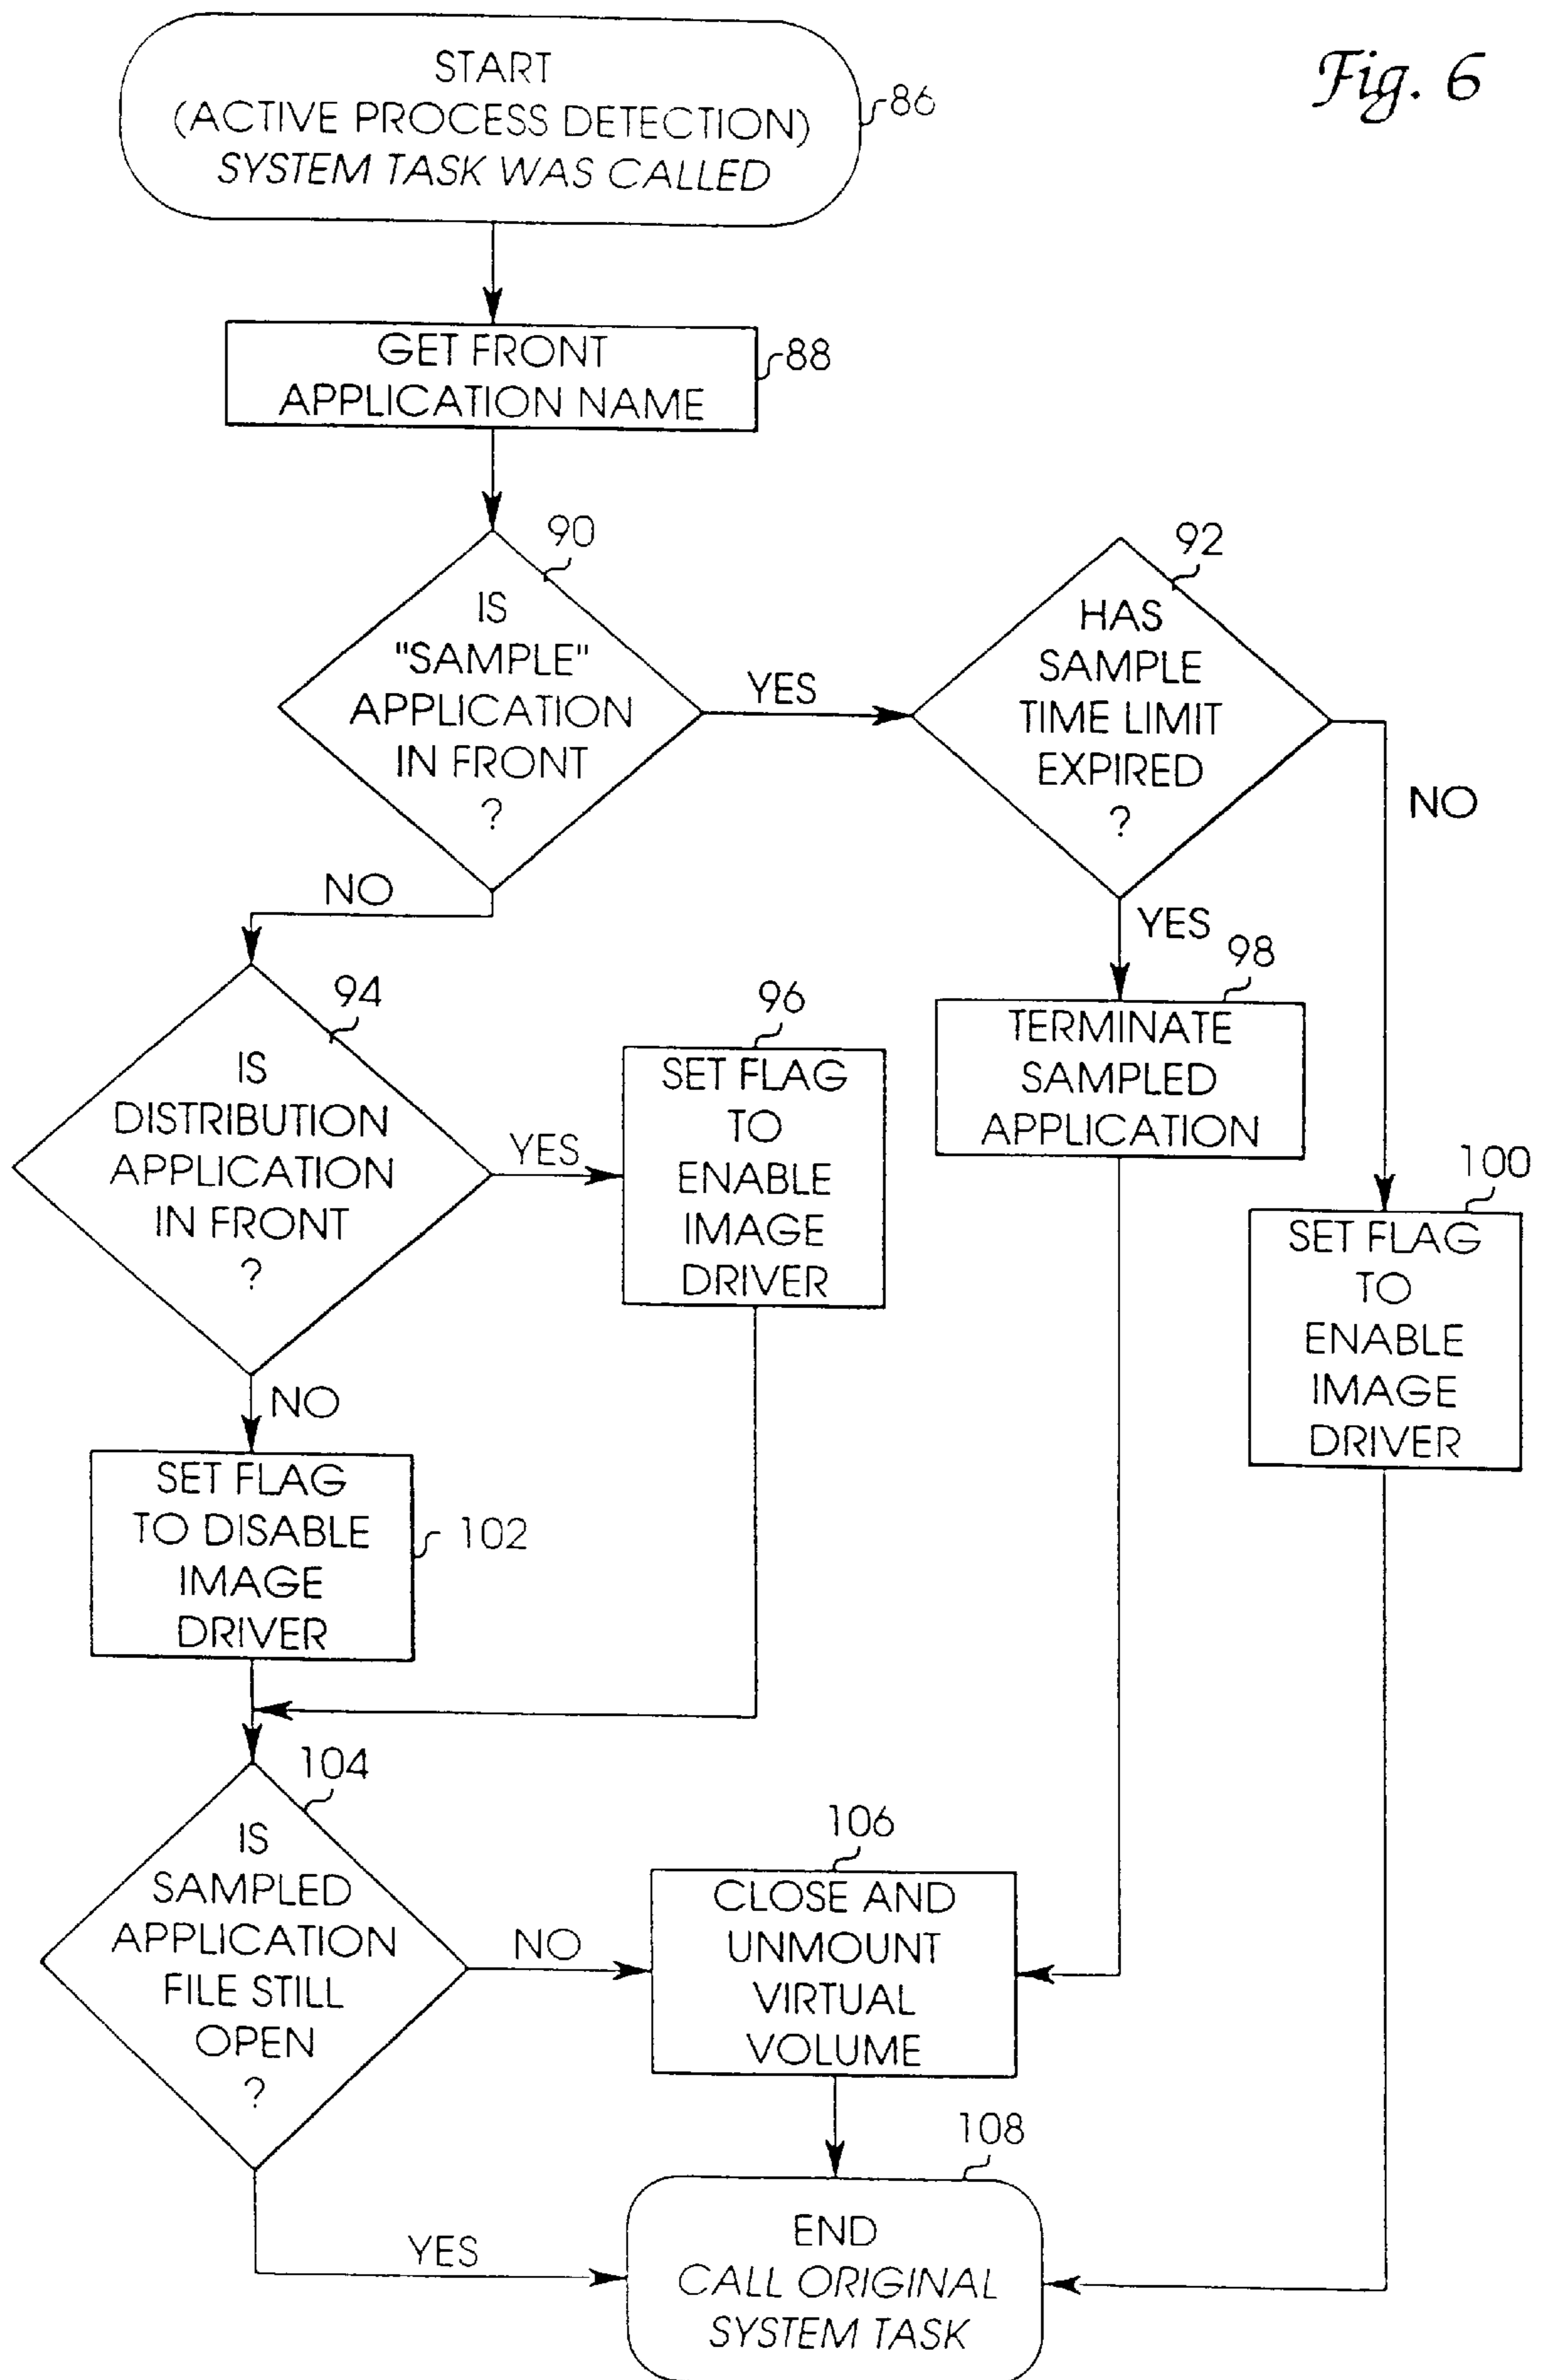 Fig. 6
START
(ACTIVE PROCESS DETECTION)
SYSTEM TASK WAS CALLED
86
GET FRONT
APPLICATION NAME
88
90
IS
"SAMPLE"
APPLICATION
IN FRONT
?
YES
NO
92
HAS
SAMPLE
TIME LIMIT
EXPIRED
?
NO
YES
94
IS
DISTRIBUTION
APPLICATION
IN FRONT
?
YES
NO
96
SET FLAG
TO
ENABLE
IMAGE
DRIVER
98
TERMINATE
SAMPLED
APPLICATION
100
SET FLAG
TO
ENABLE
IMAGE
DRIVER
SET FLAG
TO DISABLE
IMAGE
DRIVER
102
104
IS
SAMPLED
APPLICATION
FILE STILL
OPEN
?
NO
YES
106
CLOSE AND
UNMOUNT
VIRTUAL
VOLUME
108
END
CALL ORIGINAL
SYSTEM TASK